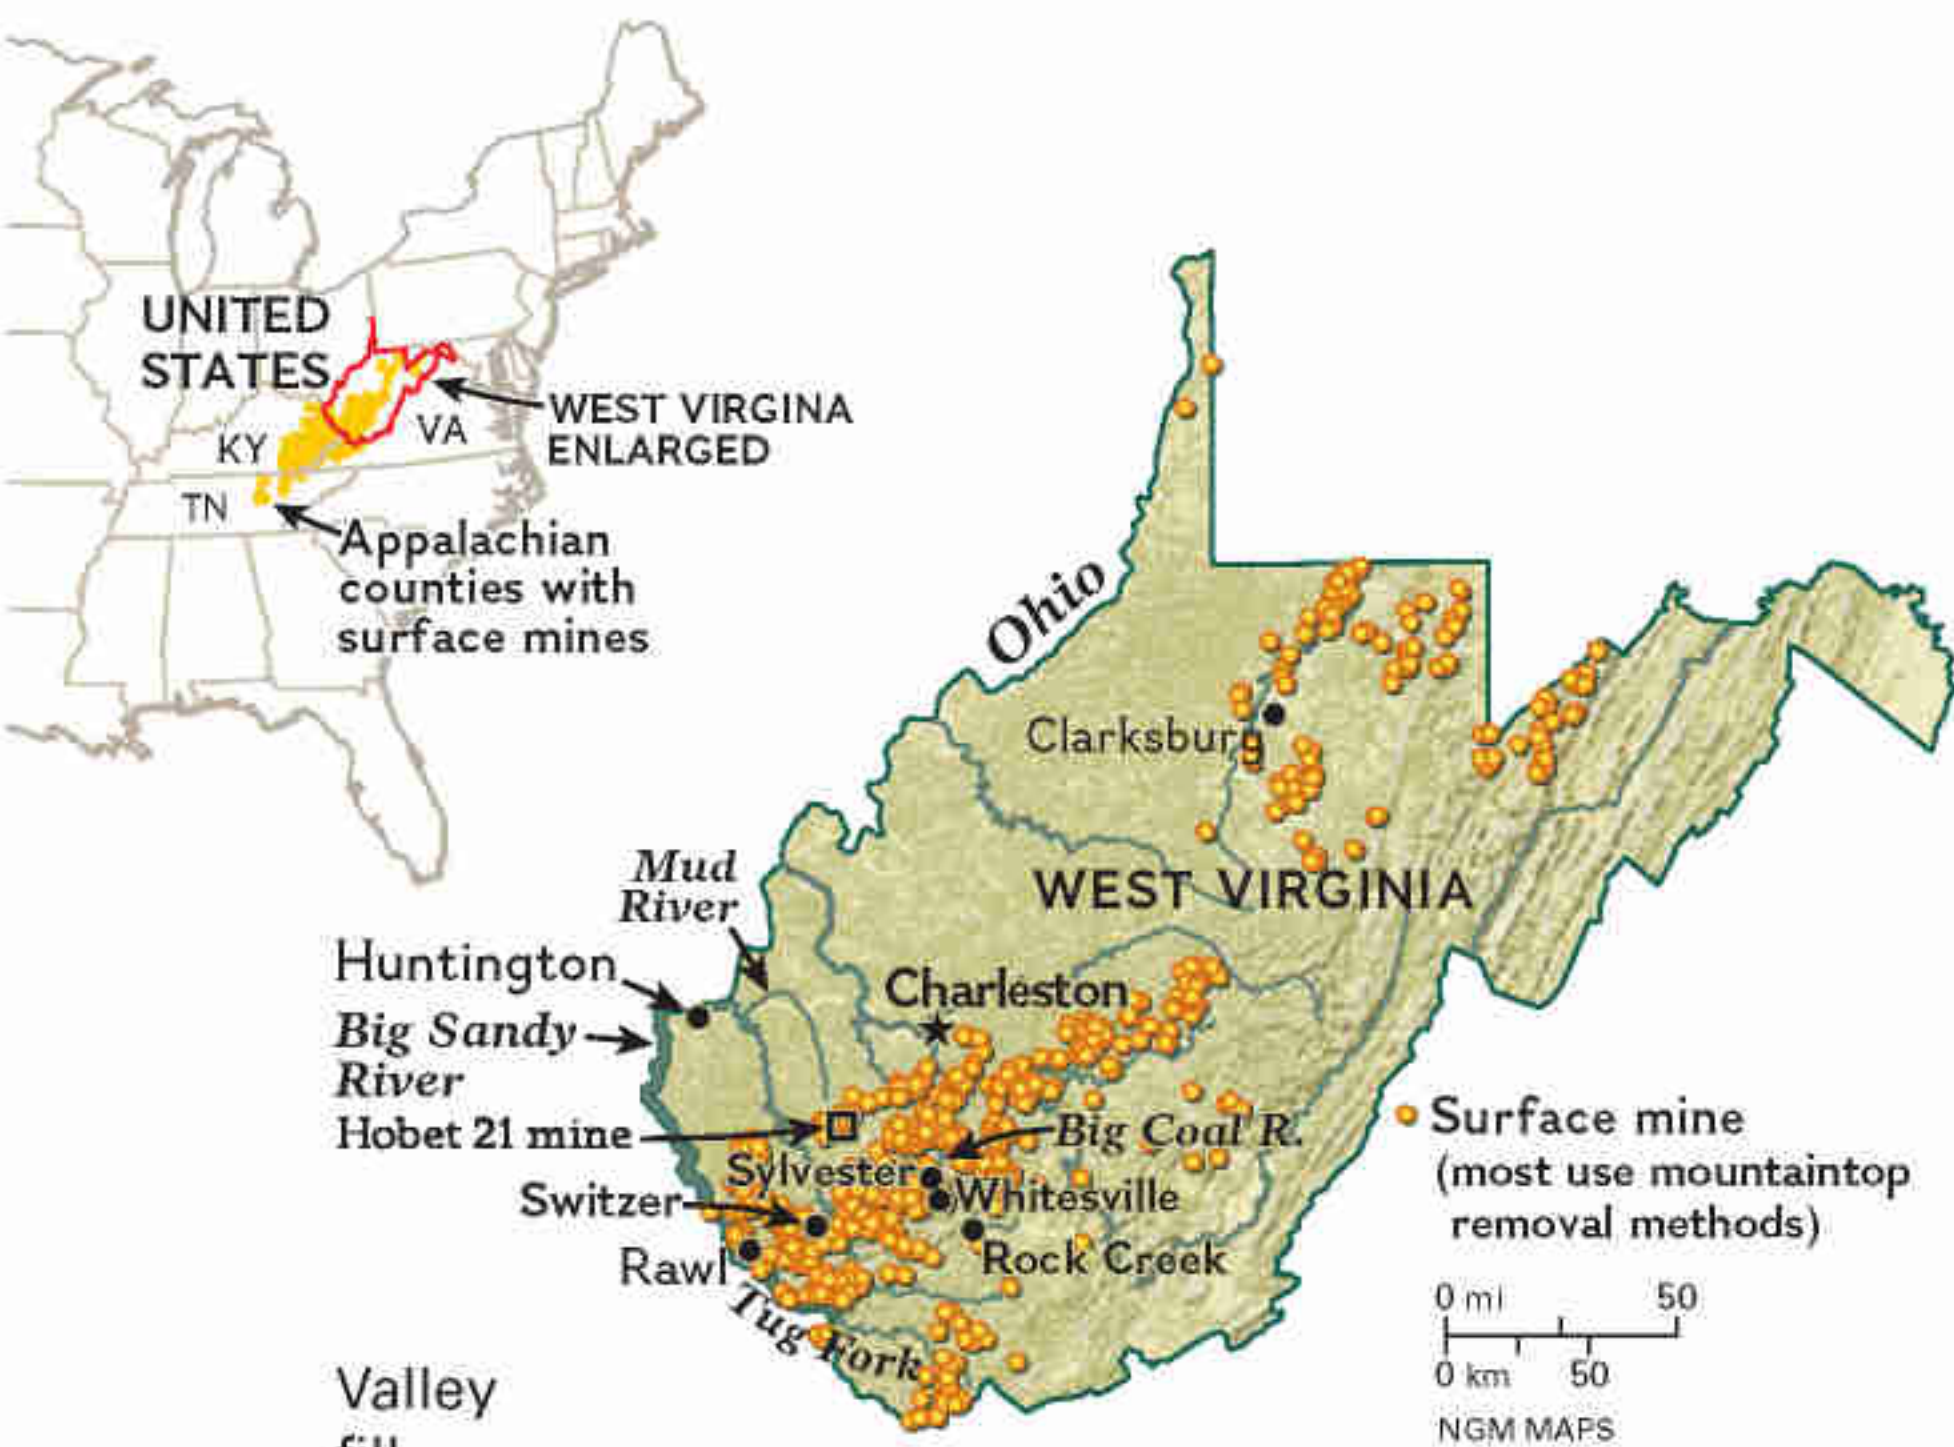 UNITED
STATES
WEST VIRGINA
ENLARGED
KY
VA
TN
Appalachian
counties with
surface mines
Ohio
Clarksburg
WEST VIRGINIA
Mud
River
Huntington
Charleston
Big Sandy
River
Hobet 21 mine
Big Coal R.
Sylvester
Whitesville
Switzer
Rock Creek
Rawl
Tug Fork
Surface mine
(most use mountaintop
removal methods)
0 mi 50
0 km 50
NGM MAPS
Valley